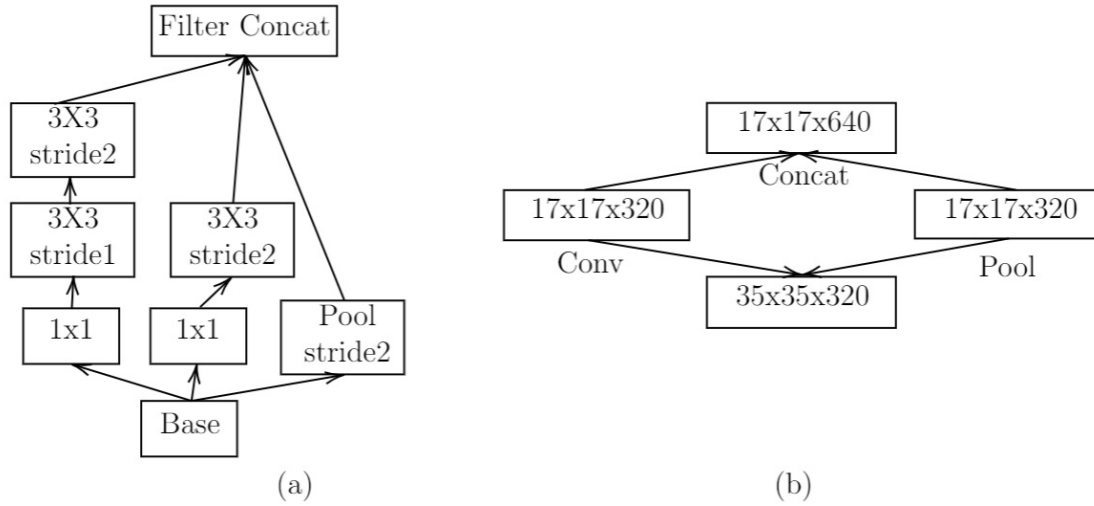 Filter Concat
3X3
stride2
3X3
stride1
3X3
stride2
1x1
1x1
Pool
stride2
Base
(a)
17x17x640
Concat
17x17x320
17x17x320
Conv
Pool
35x35x320
(b)